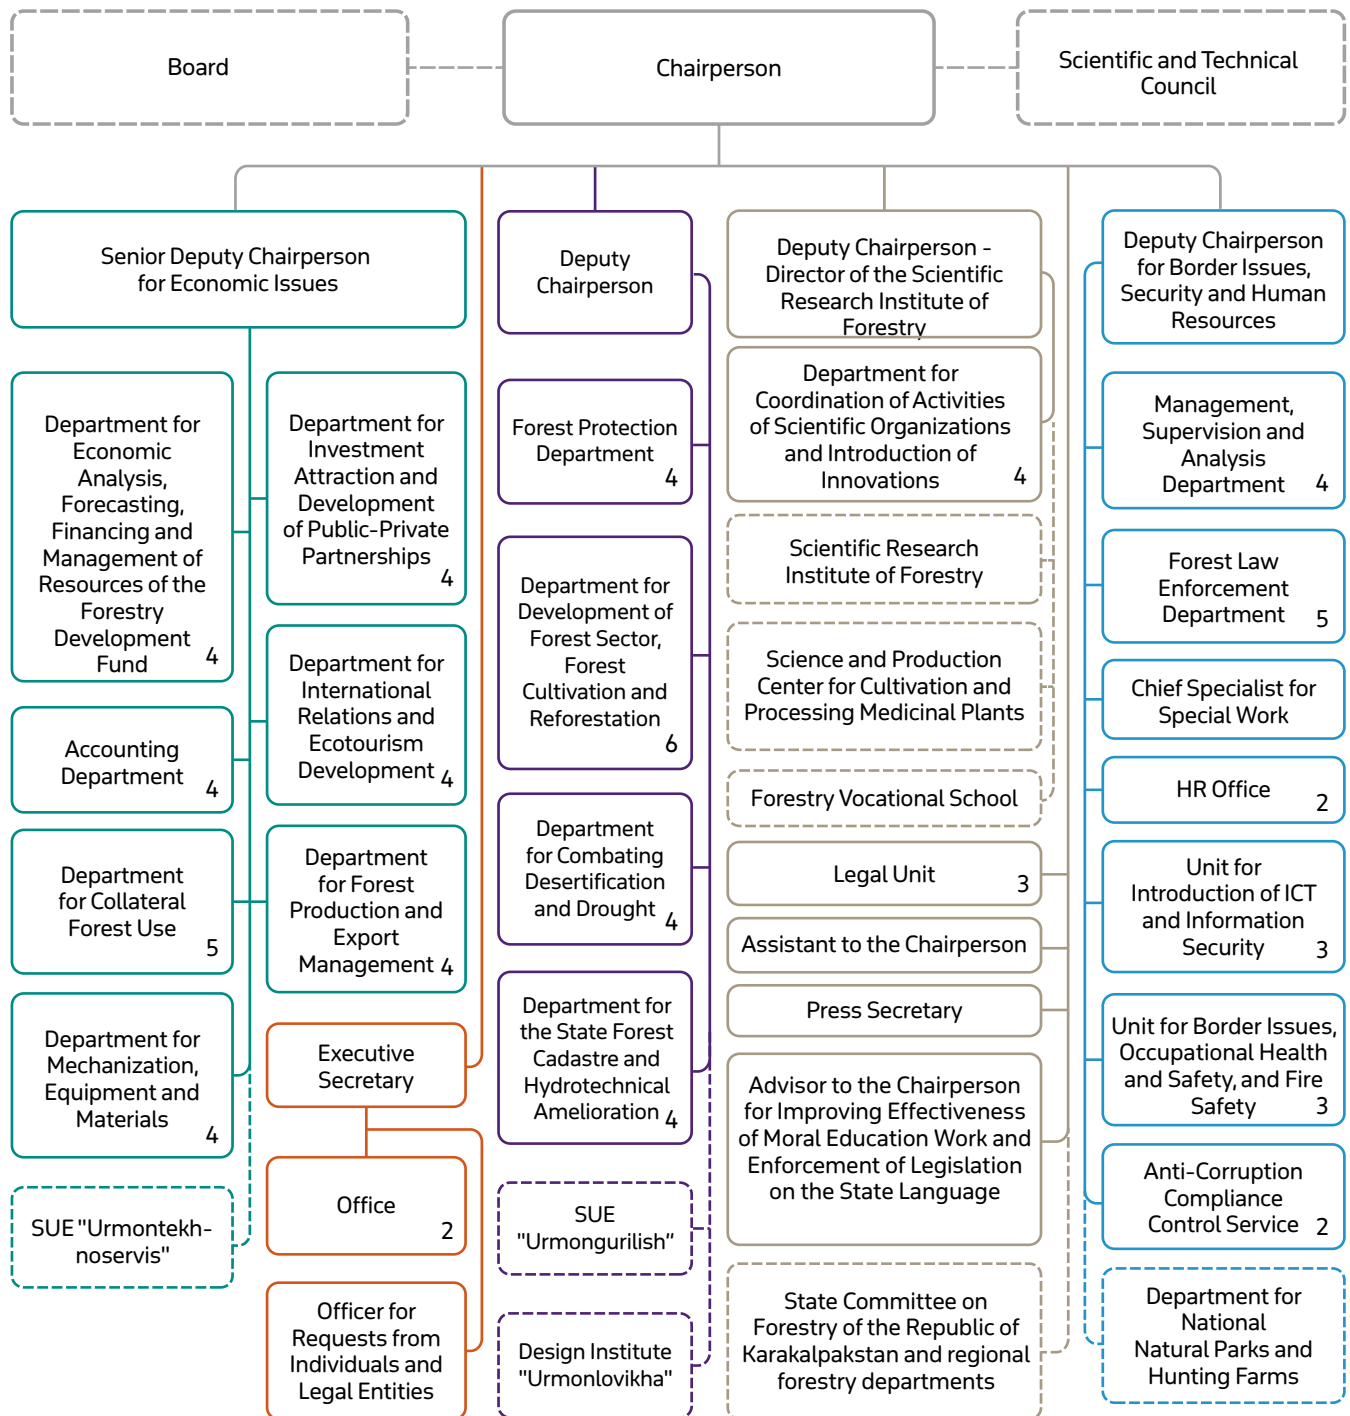 Board
Chairperson
Scientific and Technical
Council
Senior Deputy Chairperson
for Economic Issues
Department for
Economic
Analysis,
Forecasting,
Financing and
Management of
Resources of the
Forestry
Development
Fund
4
Department for
Investment
Attraction and
Development
of Public-Private
Partnerships
4
Department for
International
Relations and
Ecotourism
Development
4
Accounting
Department
4
Department
for Collateral
Forest Use
5
Department
for Forest
Production and
Export
Management
4
Department for
Mechanization,
Equipment and
Materials
4
SUE "Urmontekh-
noservis"
Executive
Secretary
Office
2
Officer for
Requests from
Individuals and
Legal Entities
Deputy
Chairperson
Forest Protection
Department
4
Department for
Development of
Forest Sector,
Forest
Cultivation and
Reforestation
6
Department
for Combating
Desertification
and Drought
4
Department for
the State Forest
Cadastre and
Hydrotechnical
Amelioration
4
SUE
"Urmongurilish"
Design Institute
"Urmonlovikha"
Deputy Chairperson -
Director of the Scientific
Research Institute of
Forestry
Department for
Coordination of Activities
of Scientific Organizations
and Introduction of
Innovations
4
Scientific Research
Institute of Forestry
Science and Production
Center for Cultivation and
Processing Medicinal Plants
Forestry Vocational School
Legal Unit
3
Assistant to the Chairperson
Press Secretary
Advisor to the Chairperson
for Improving Effectiveness
of Moral Education Work and
Enforcement of Legislation
on the State Language
State Committee on
Forestry of the Republic of
Karakalpakstan and regional
forestry departments
Deputy Chairperson
for Border Issues,
Security and Human
Resources
Management,
Supervision and
Analysis
Department
4
Forest Law
Enforcement
Department
5
Chief Specialist for
Special Work
HR Office
2
Unit for
Introduction of ICT
and Information
Security
3
Unit for Border Issues,
Occupational Health
and Safety, and Fire
Safety
3
Anti-Corruption
Compliance
Control Service
2
Department for
National
Natural Parks and
Hunting Farms